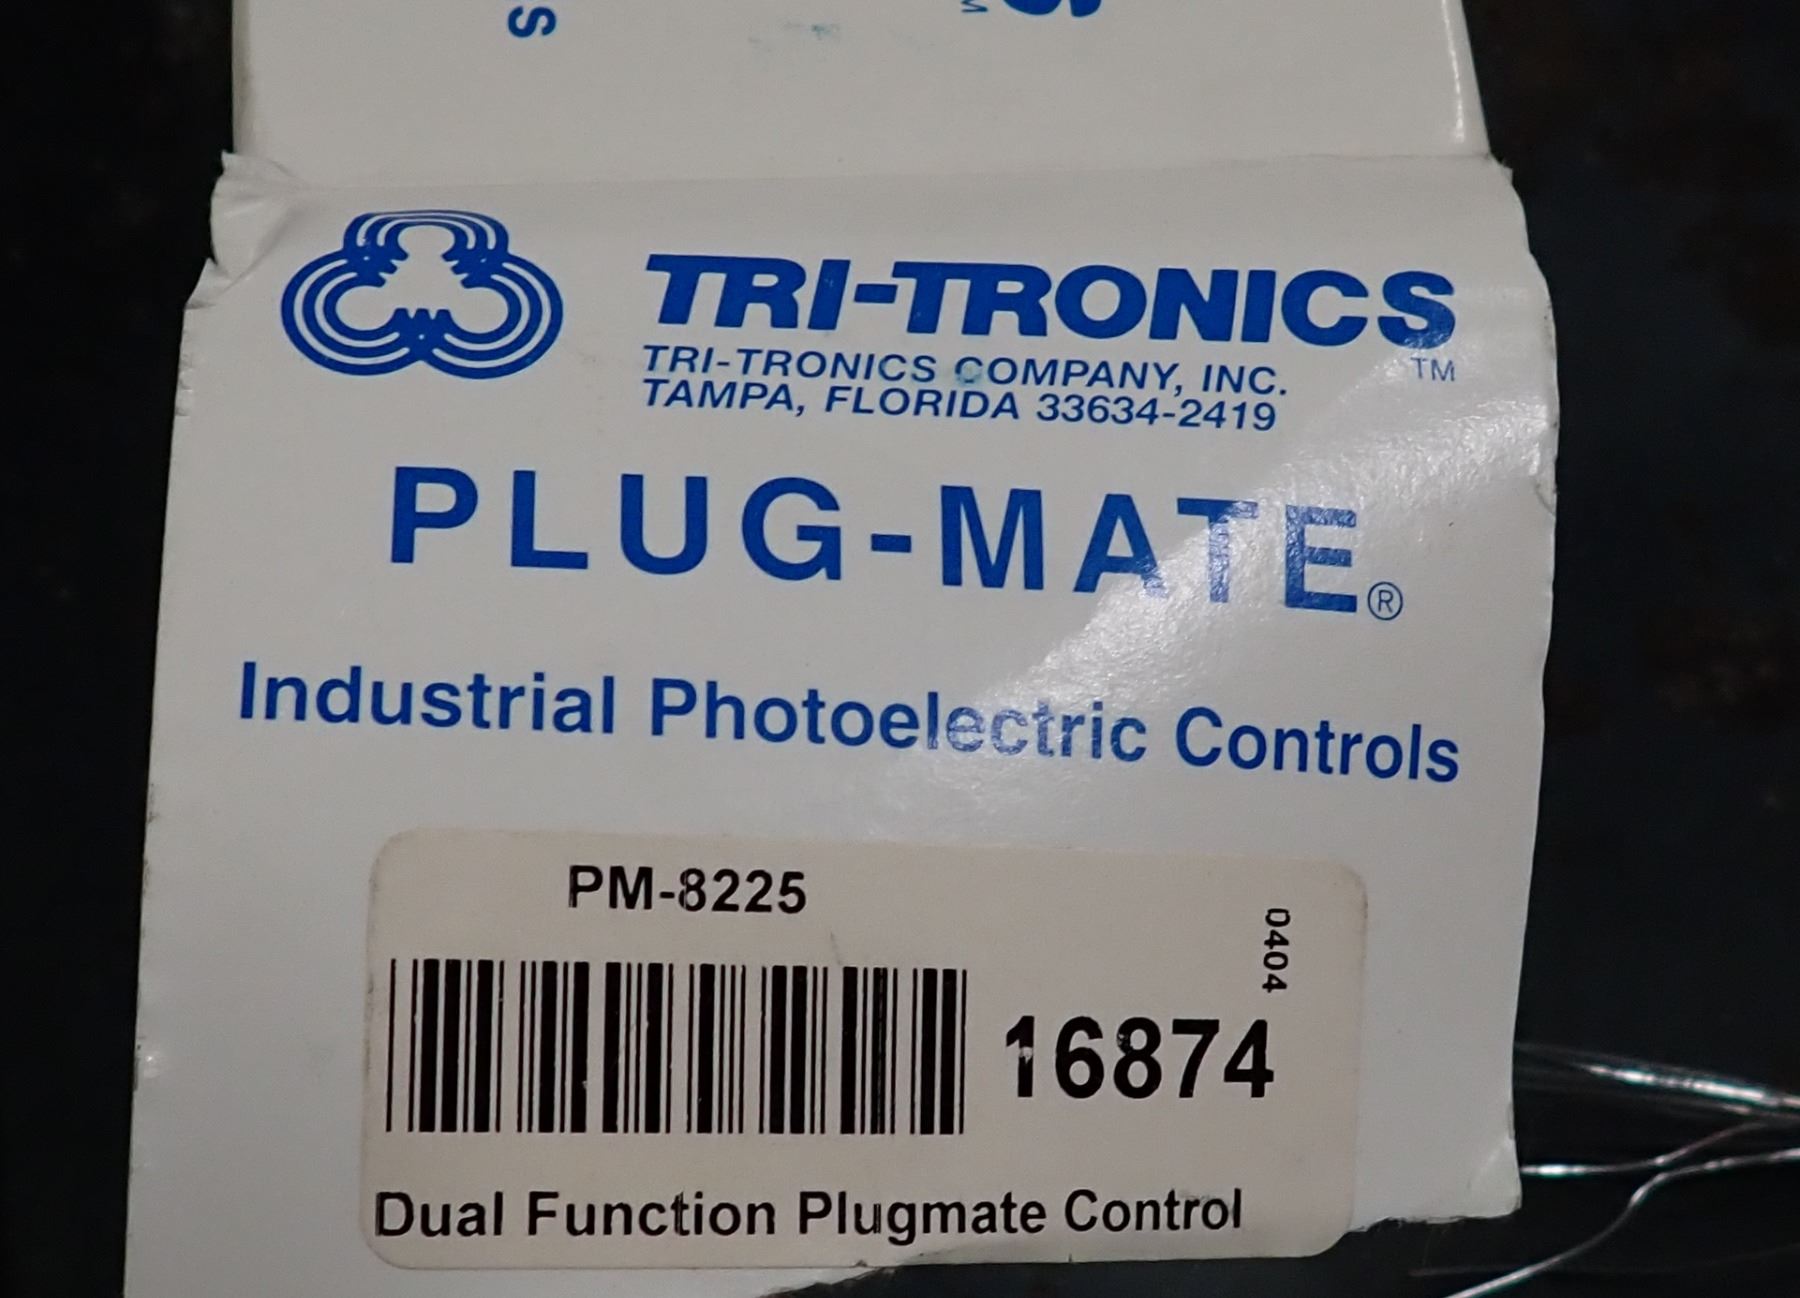 S
TRI-TRONICS
TM
TRI-TRONICS COMPANY, INC.
TAMPA, FLORIDA 33634-2419
PLUG-MATE®
Industrial Photoelectric Controls
PM-8225
0404
16874
Dual Function Plugmate Control